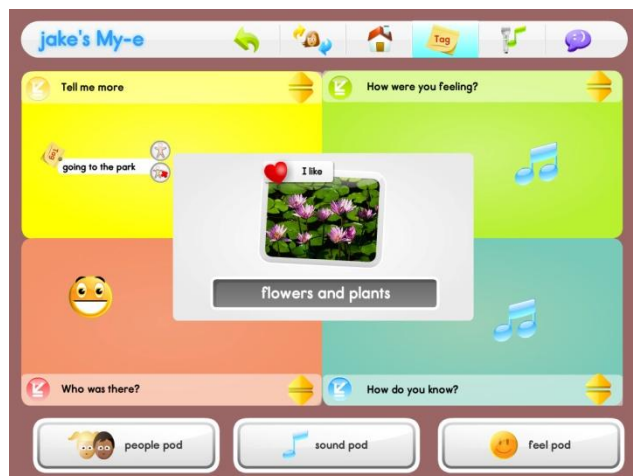 jake's My-e
Tag
Tell me more
How were you feeling?
Tag
going to the park
I like
flowers and plants
Who was there?
How do you know?
people pod
sound pod
feel pod